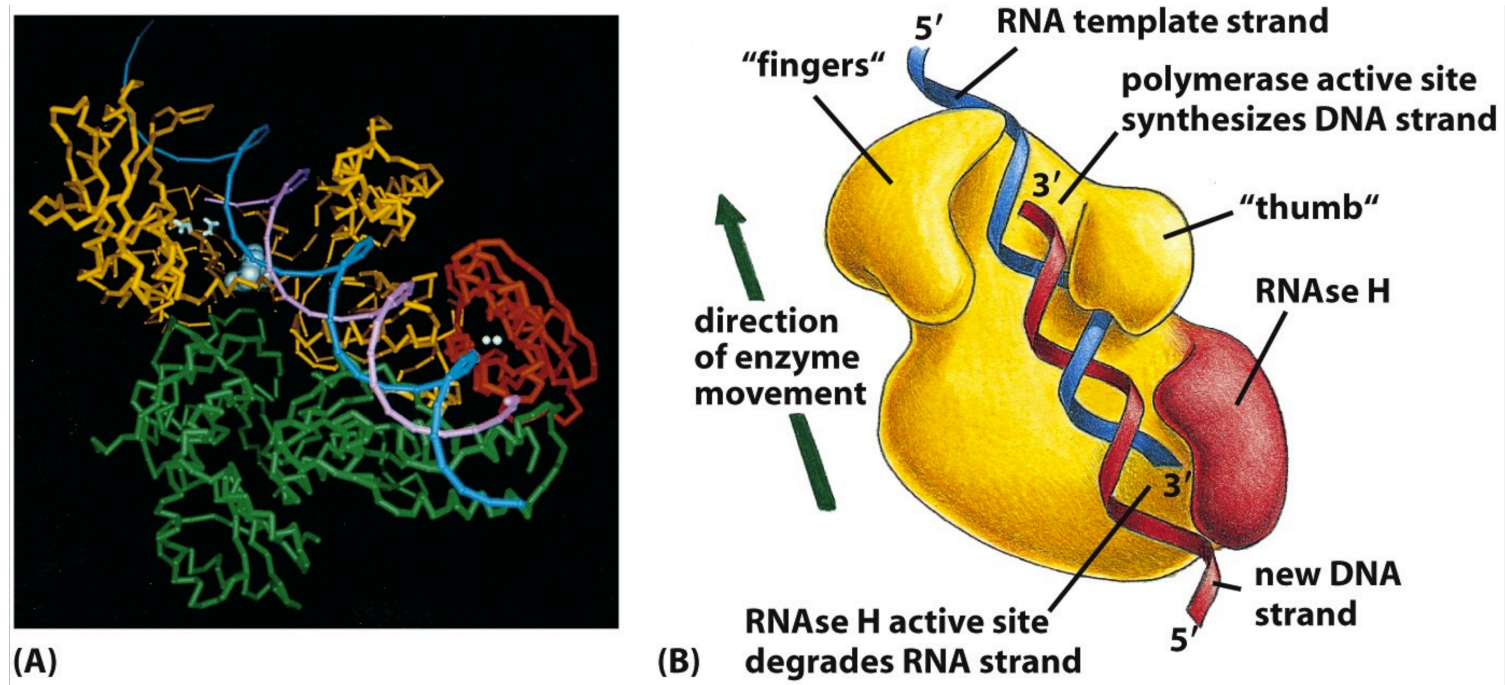 (A)
5′
RNA template strand
“fingers“
polymerase active site
synthesizes DNA strand
3′
“thumb“
RNAse H
direction
of enzyme
movement
3′
new DNA
strand
5′
RNAse H active site
degrades RNA strand
(B)